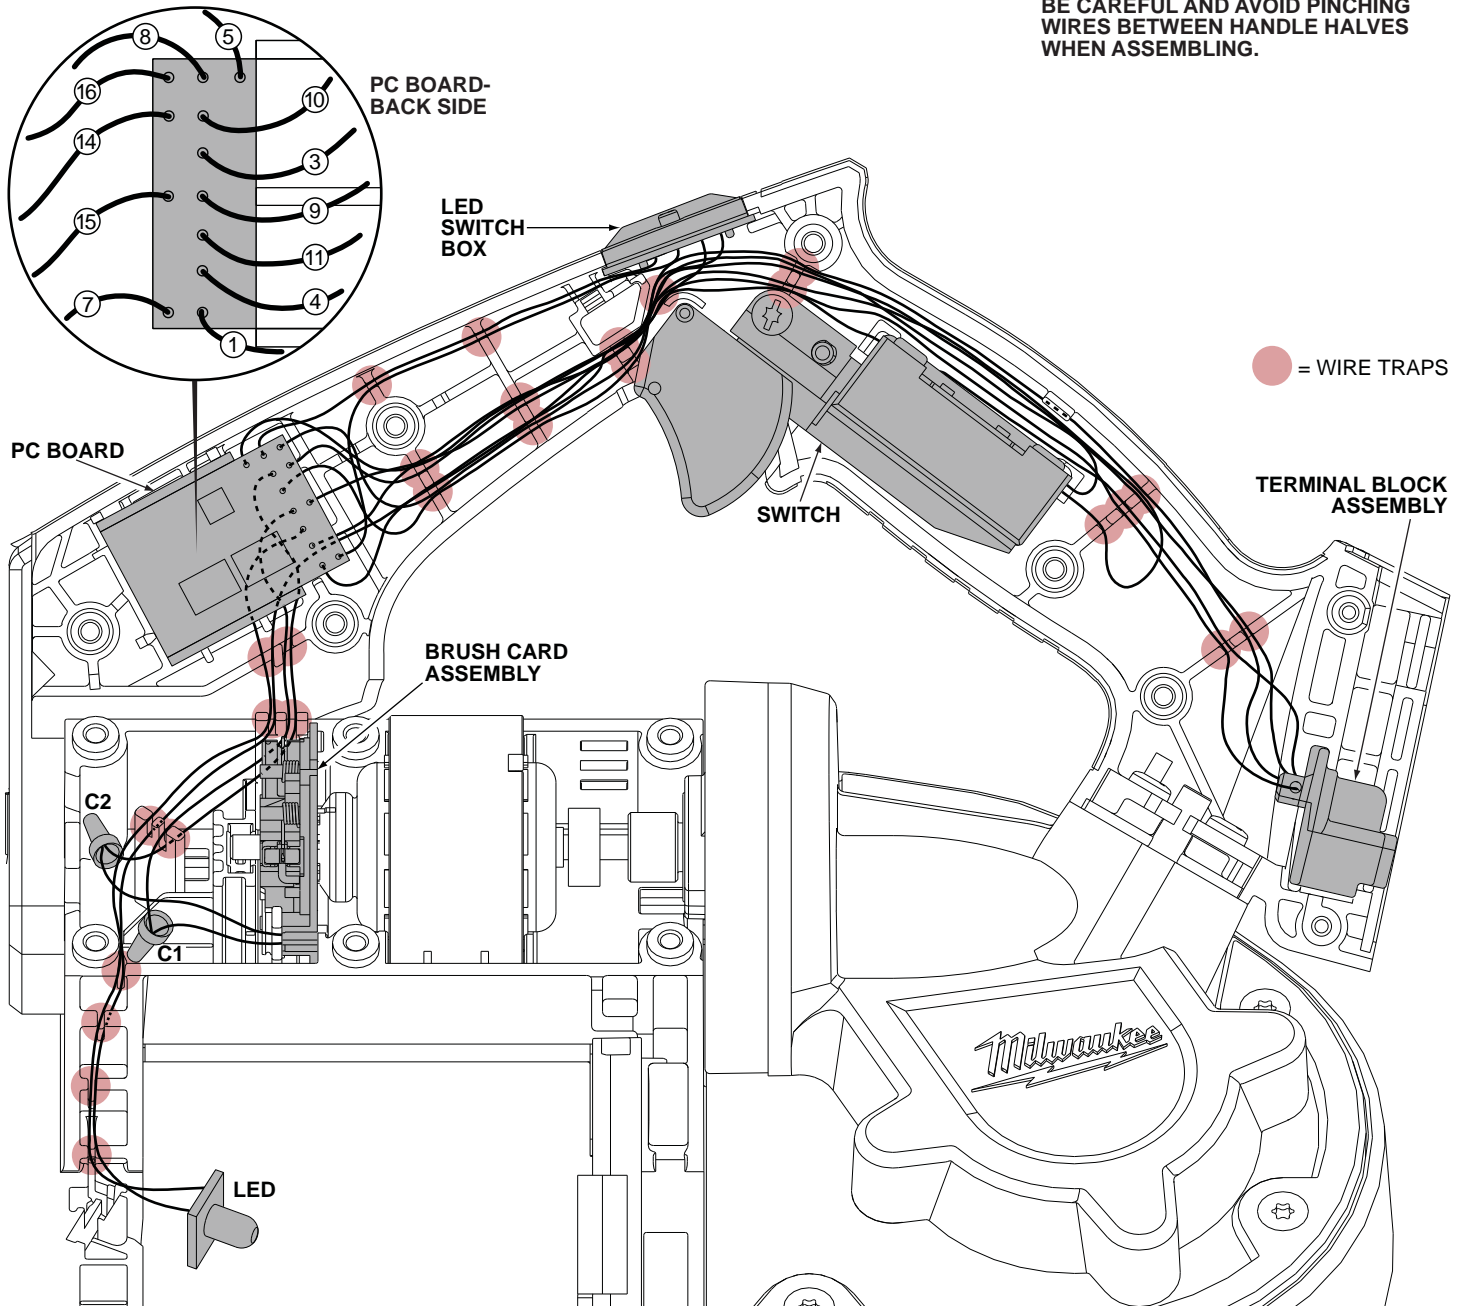 BE CAREFUL AND AVOID PINCHING
WIRES BETWEEN HANDLE HALVES
WHEN ASSEMBLING.
8
5
16
10
14
3
9
15
11
4
7
1
PC BOARD-
BACK SIDE
LED
SWITCH
BOX
= WIRE TRAPS
PC BOARD
SWITCH
TERMINAL BLOCK
ASSEMBLY
BRUSH CARD
ASSEMBLY
C2
C1
LED
Milwaukee